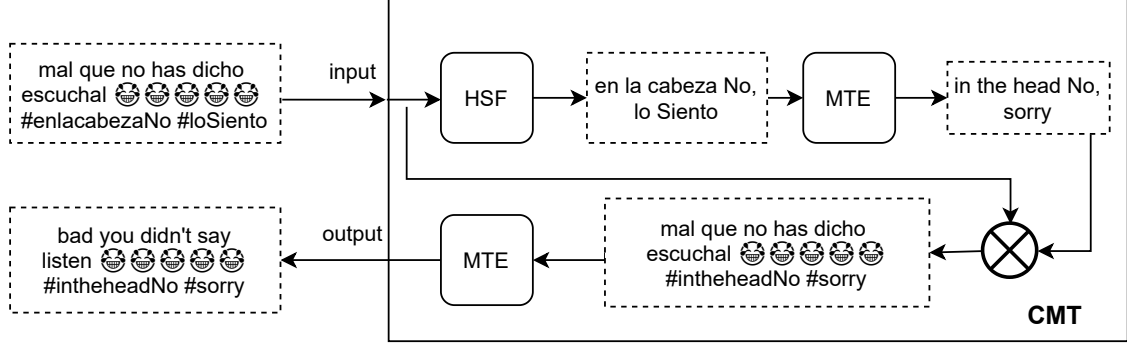 mal que no has dicho
escuchal 😂😂😂😂😂
#enlacabezaNo #loSiento
input
HSF
en la cabeza No,
lo Siento
MTE
in the head No,
sorry
bad you didn't say
listen 😂😂😂😂😂
#intheheadNo #sorry
output
MTE
mal que no has dicho
escuchal 😂😂😂😂😂
#intheheadNo #sorry
CMT